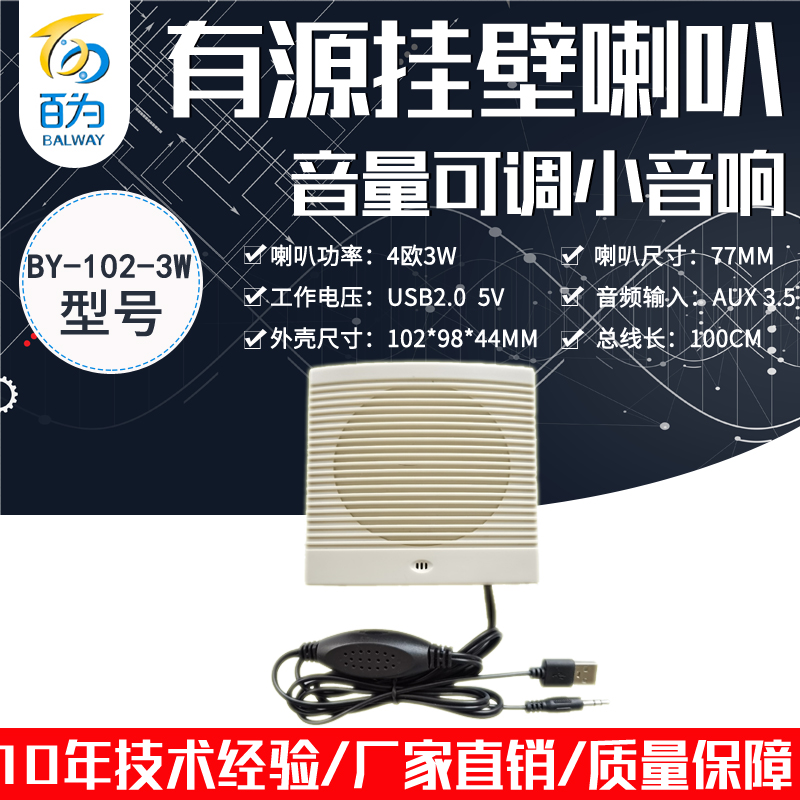 百为
BALWAY
有源挂壁喇叭
音量可调小音响
BY-102-3W
型号
喇叭功率：4欧3W
喇叭尺寸：77MM
工作电压：USB2.0 5V
音频输入：AUX 3.5
外壳尺寸：102*98*44MM
总线长：100CM
10年技术经验/厂家直销/质量保障